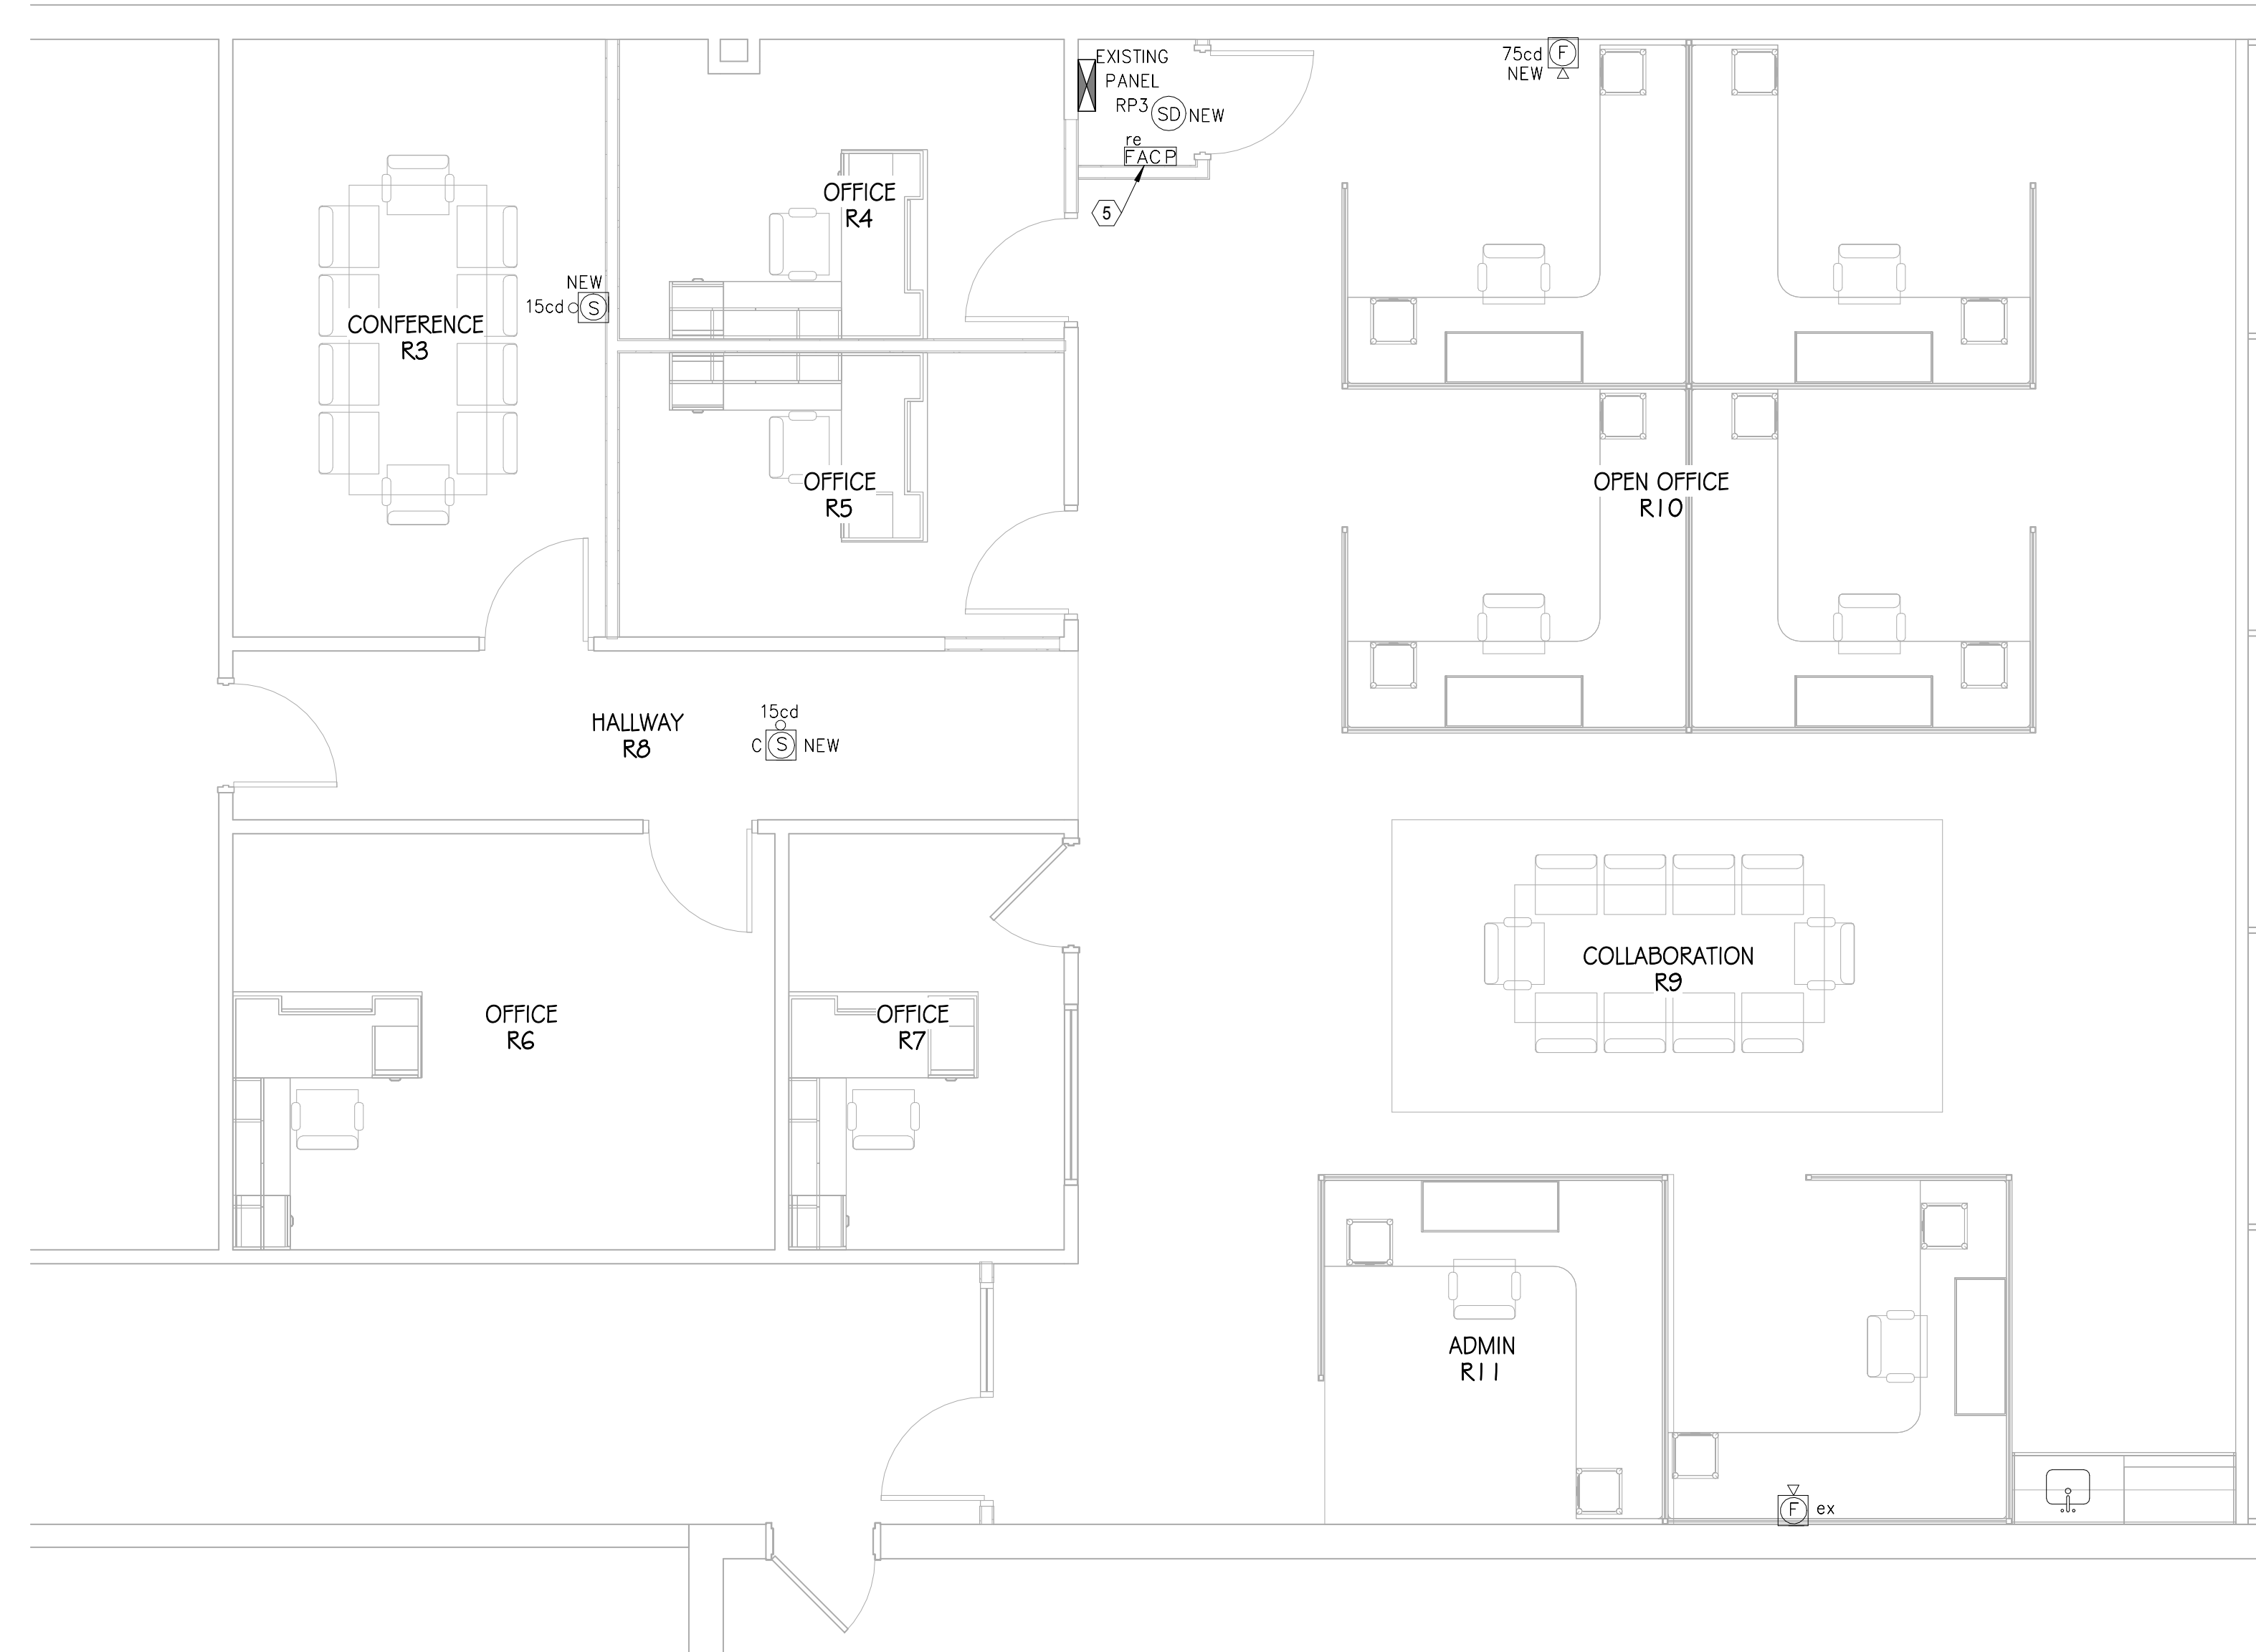 EXISTING
PANEL
RP3 SD NEW
re
FACP
5
75cd F
NEW
OFFICE
R4
NEW
15cd S
CONFERENCE
R3
OFFICE
R5
OPEN OFFICE
R10
HALLWAY
R8
15cd
C S NEW
COLLABORATION
R9
OFFICE
R6
OFFICE
R7
ADMIN
R11
F ex